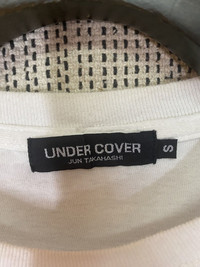 UNDER COVER
JUN TAKAHASHI
S